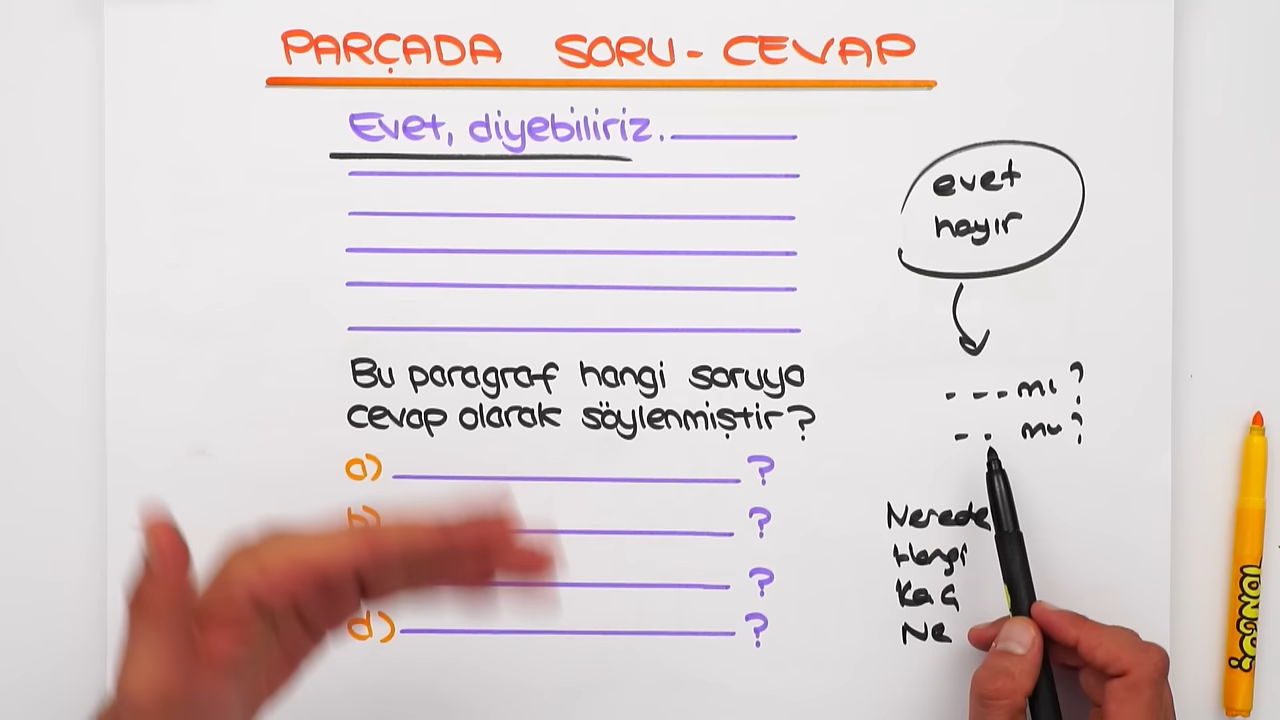 PARÇADA SORU-CEVAP
Evet, diyebiliriz.
Bu paragraf hangi soruya
cevap olarak söylenmiştir?
a) ?
b) ?
?
d) ?
evet
hayır
- - - mı?
- - mu?
Nerede
Hangi
Kaç
Ne
TONGUÇ